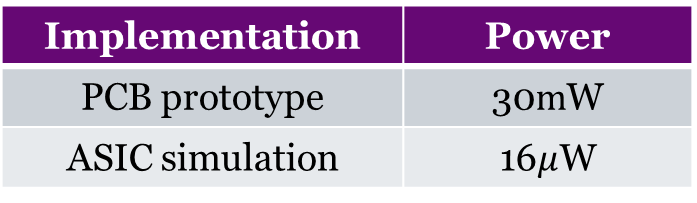 Implementation Power
PCB prototype 30mW
ASIC simulation 16𝜇W